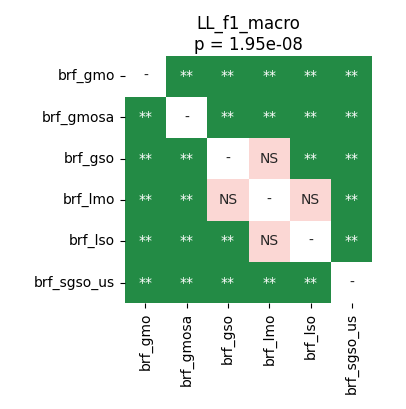 LL_f1_macro
p = 1.95e-08
brf_gmo - ** ** ** ** **
brf_gmosa ** - ** ** ** **
brf_gso ** ** - NS ** **
brf_lmo ** ** NS - NS **
brf_lso ** ** ** NS - **
brf_sgso_us ** ** ** ** ** -
brf_gmo
brf_gmosa
brf_gso
brf_lmo
brf_lso
brf_sgso_us